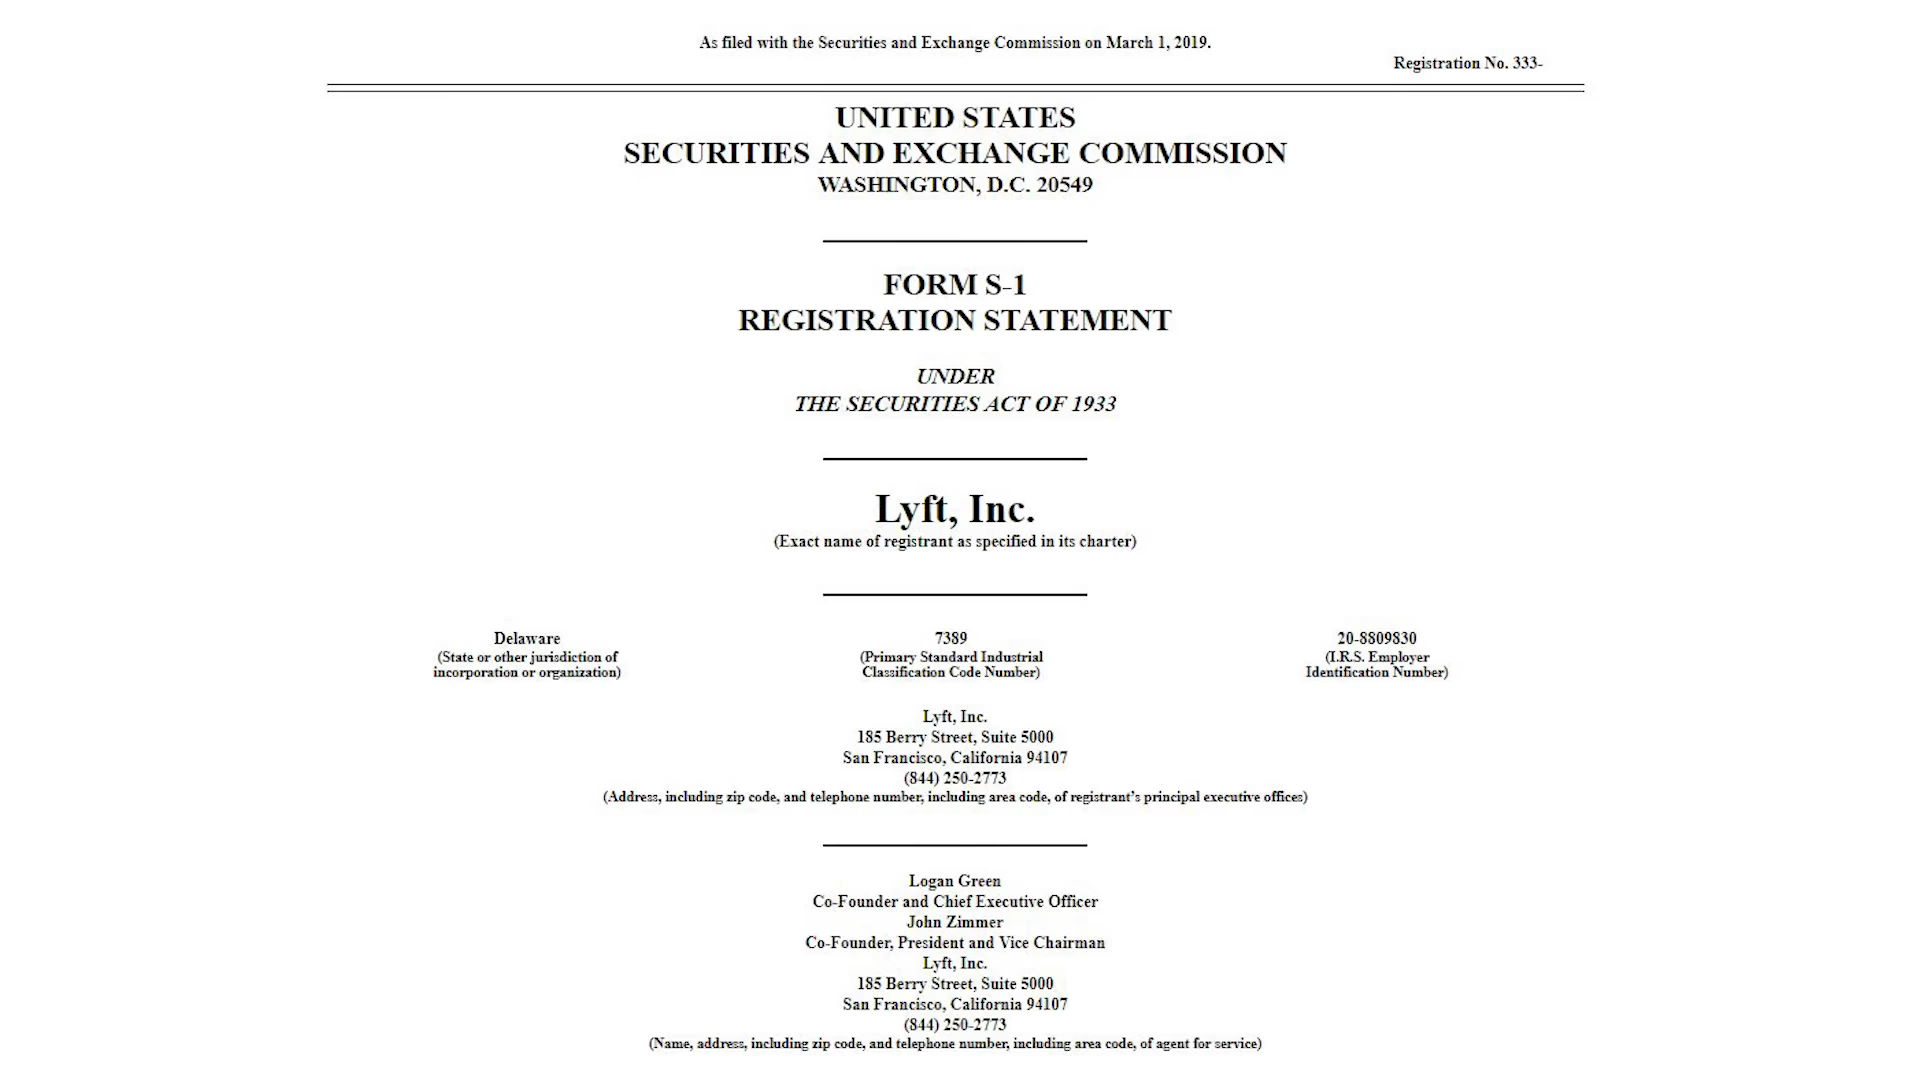 As filed with the Securities and Exchange Commission on March 1, 2019.
Registration No. 333-
UNITED STATES
SECURITIES AND EXCHANGE COMMISSION
WASHINGTON, D.C. 20549
FORM S-1
REGISTRATION STATEMENT
UNDER
THE SECURITIES ACT OF 1933
Lyft, Inc.
(Exact name of registrant as specified in its charter)
Delaware
(State or other jurisdiction of
incorporation or organization)
7389
(Primary Standard Industrial
Classification Code Number)
20-8809830
(I.R.S. Employer
Identification Number)
Lyft, Inc.
185 Berry Street, Suite 5000
San Francisco, California 94107
(844) 250-2773
(Address, including zip code, and telephone number, including area code, of registrant’s principal executive offices)
Logan Green
Co-Founder and Chief Executive Officer
John Zimmer
Co-Founder, President and Vice Chairman
Lyft, Inc.
185 Berry Street, Suite 5000
San Francisco, California 94107
(844) 250-2773
(Name, address, including zip code, and telephone number, including area code, of agent for service)